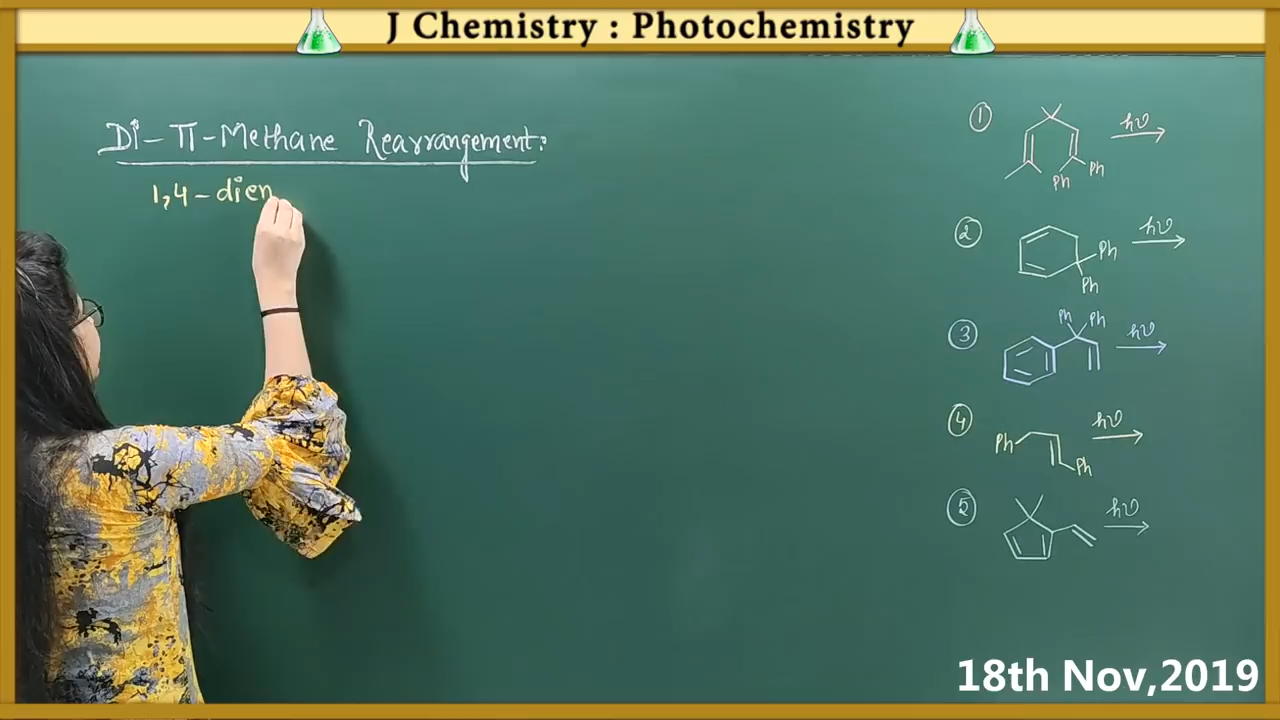 J Chemistry : Photochemistry
Di-π-Methane Rearrangement:
1,4-dien
① hν
Ph Ph
② hν
Ph
Ph
③ Ph Ph hν
④ hν
Ph
Ph
⑤ hν
18th Nov,2019